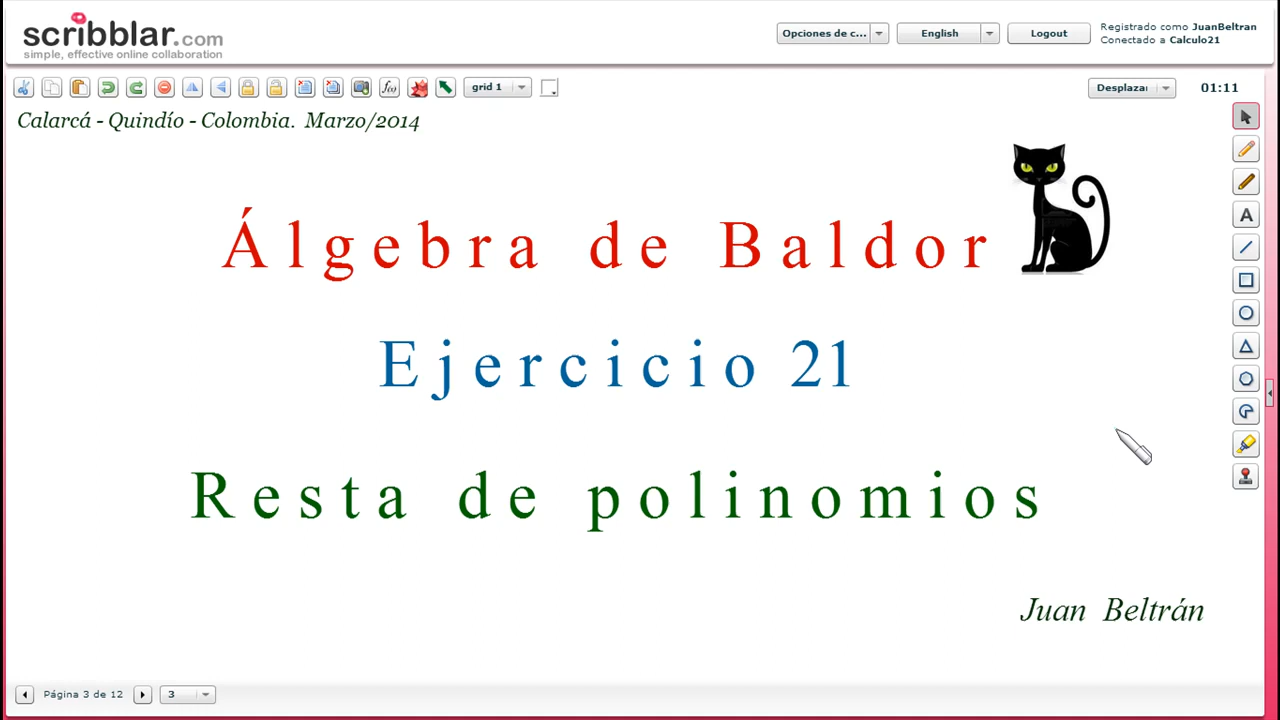 scribblar.com
simple, effective online collaboration
Opciones de c...
English
Logout
Registrado como JuanBeltran
Conectado a Calculo21
f(x)
grid 1
Desplaza
01:11
Calarcá - Quindío - Colombia. Marzo/2014
Álgebra de Baldor
Ejercicio 21
Resta de polinomios
Juan Beltrán
A
Página 3 de 12
3